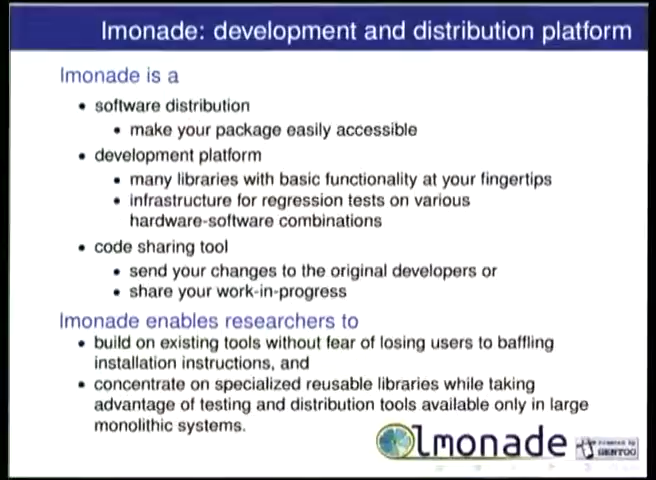 lmonade: development and distribution platform
lmonade is a
• software distribution
• make your package easily accessible
• development platform
• many libraries with basic functionality at your fingertips
• infrastructure for regression tests on various
hardware-software combinations
• code sharing tool
• send your changes to the original developers or
• share your work-in-progress
lmonade enables researchers to
• build on existing tools without fear of losing users to baffling
installation instructions, and
• concentrate on specialized reusable libraries while taking
advantage of testing and distribution tools available only in large
monolithic systems.
lmonade
POWERED by
GENTOO